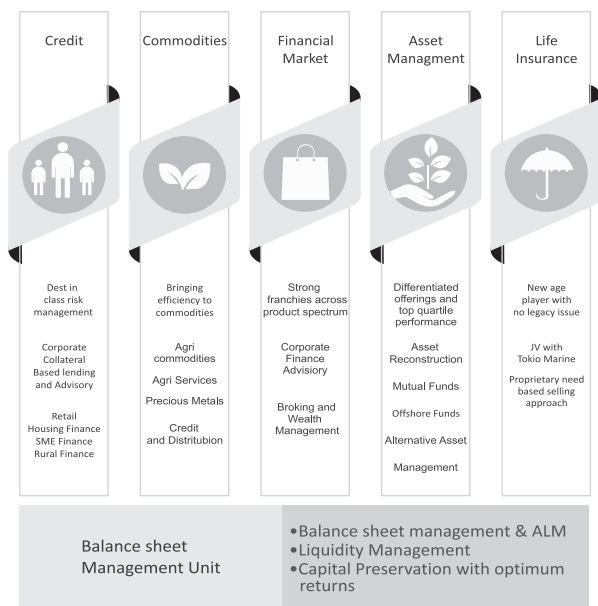 Credit
Dest in
class risk
management
Corporate
Collateral
Based lending
and Advisory
Retail
Housing Finance
SME Finance
Rural Finance
Commodities
Bringing
efficiency to
commodities
Agri
commodities
Agri Services
Precious Metals
Credit
and Distritubion
Financial
Market
Strong
franchies across
product spectrum
Corporate
Finance
Advisiory
Broking and
Wealth
Management
Asset
Managment
Differentiated
offerings and
top quartile
performance
Asset
Reconstruction
Mutual Funds
Offshore Funds
Alternative Asset
Management
Life
Insurance
New age
player with
no legacy issue
JV with
Tokio Marine
Proprietary need
based selling
approach
Balance sheet
Management Unit
•Balance sheet management & ALM
•Liquidity Management
•Capital Preservation with optimum
returns